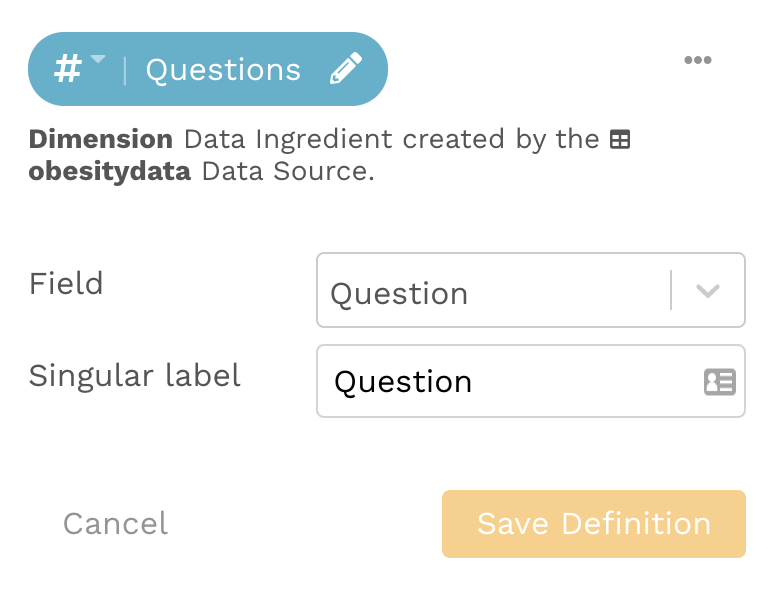 # | Questions
Dimension Data Ingredient created by the
obesitydata Data Source.
Field
Question
Singular label
Question
Cancel
Save Definition